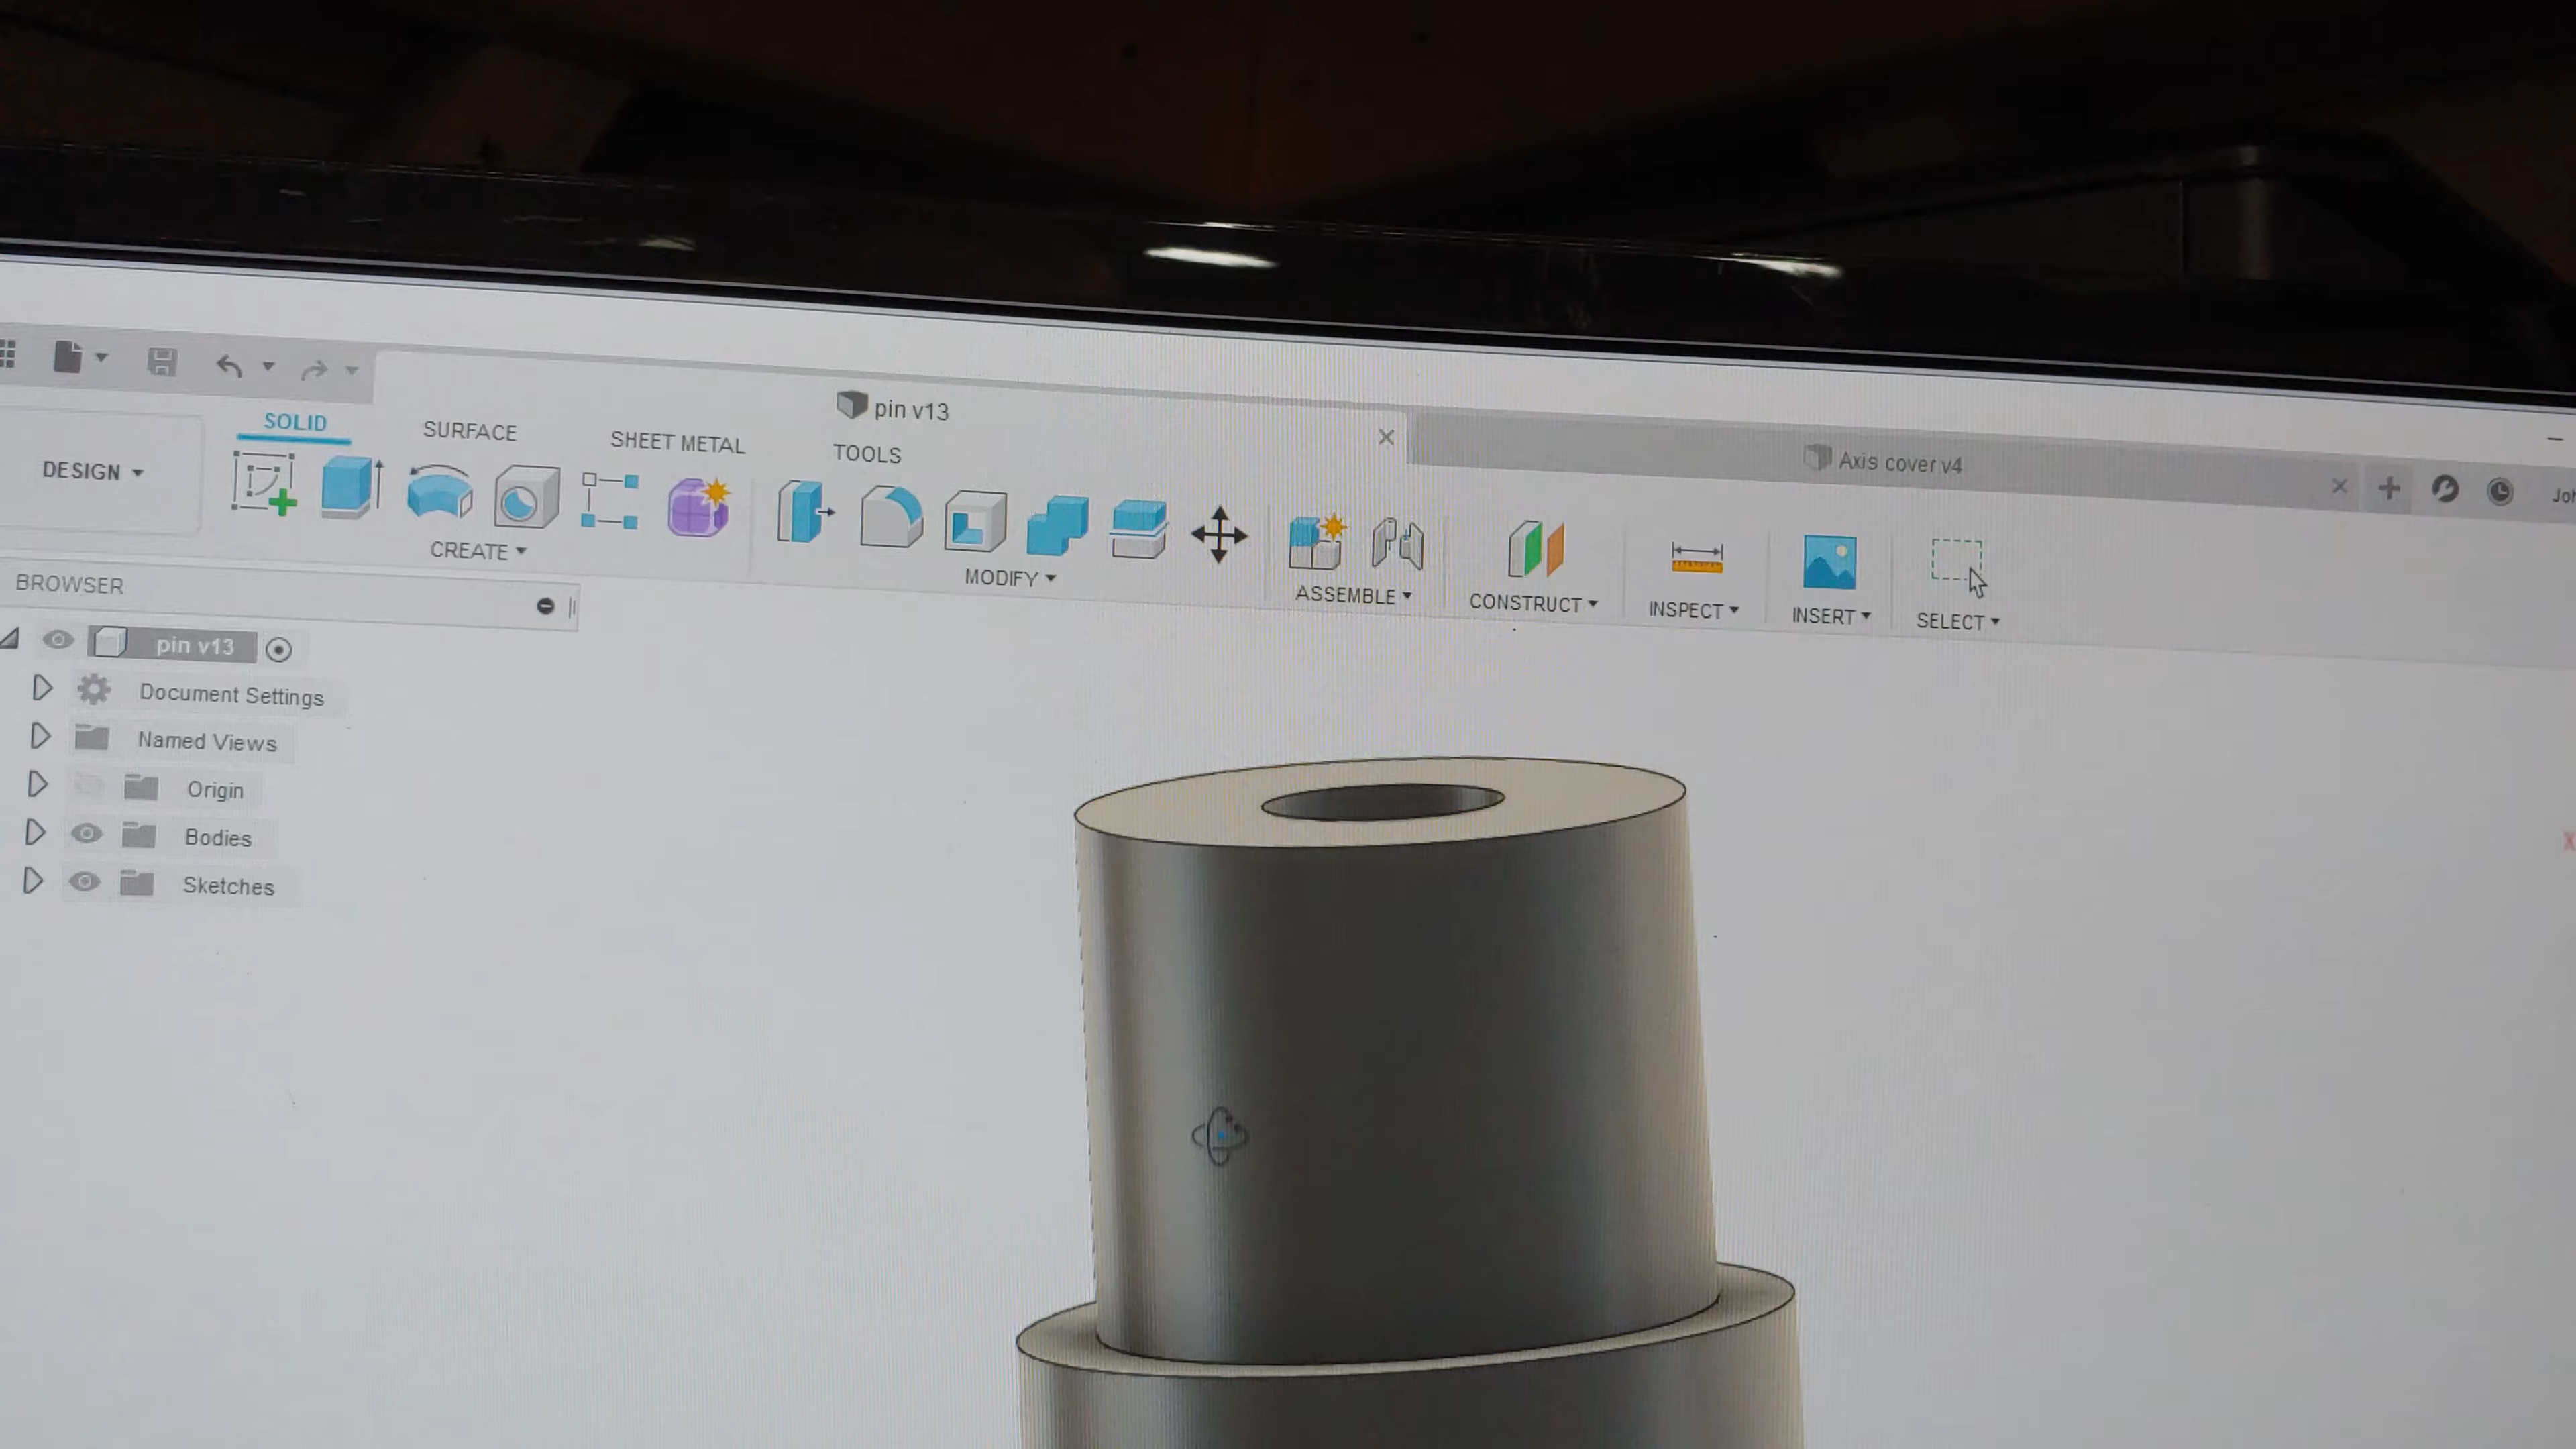 pin v13
Axis cover v4
DESIGN
SOLID
SURFACE
SHEET METAL
TOOLS
CREATE
MODIFY
ASSEMBLE
CONSTRUCT
INSPECT
INSERT
SELECT
BROWSER
pin v13
Document Settings
Named Views
Origin
Bodies
Sketches
X